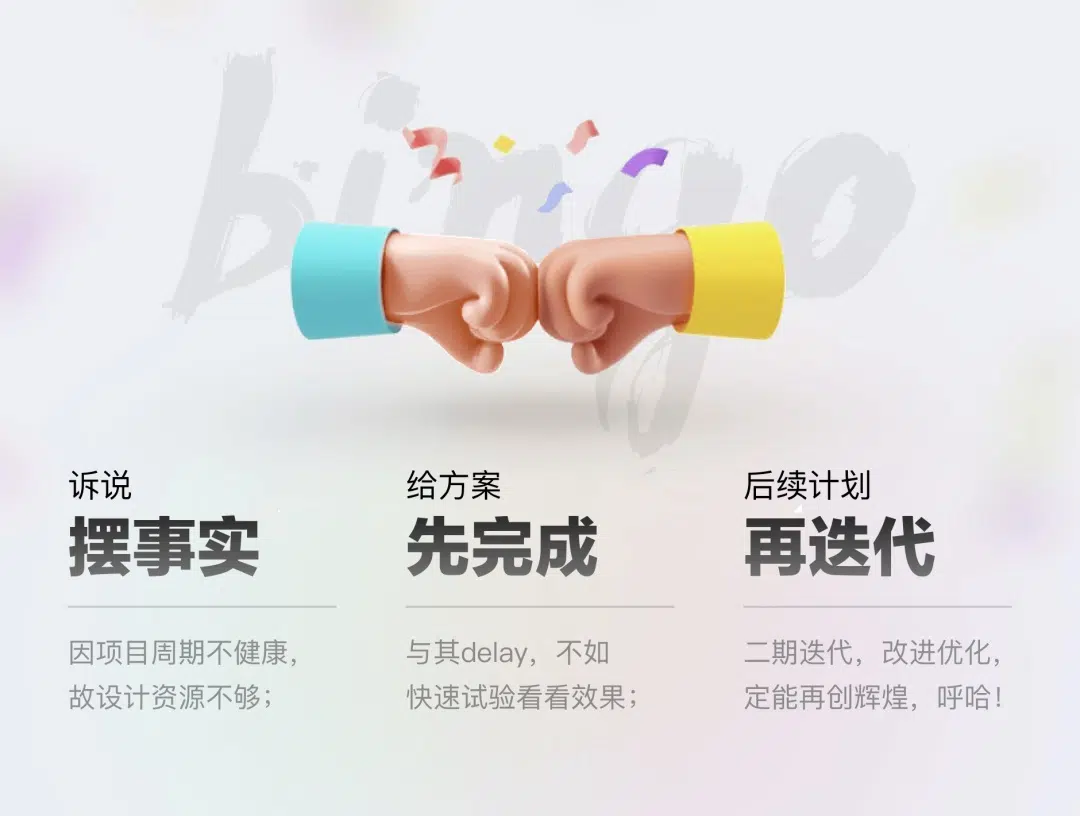 bingo
诉说
摆事实
因项目周期不健康，
故设计资源不够；
给方案
先完成
与其delay，不如
快速试验看看效果；
后续计划
再迭代
二期迭代，改进优化，
定能再创辉煌，呼哈！